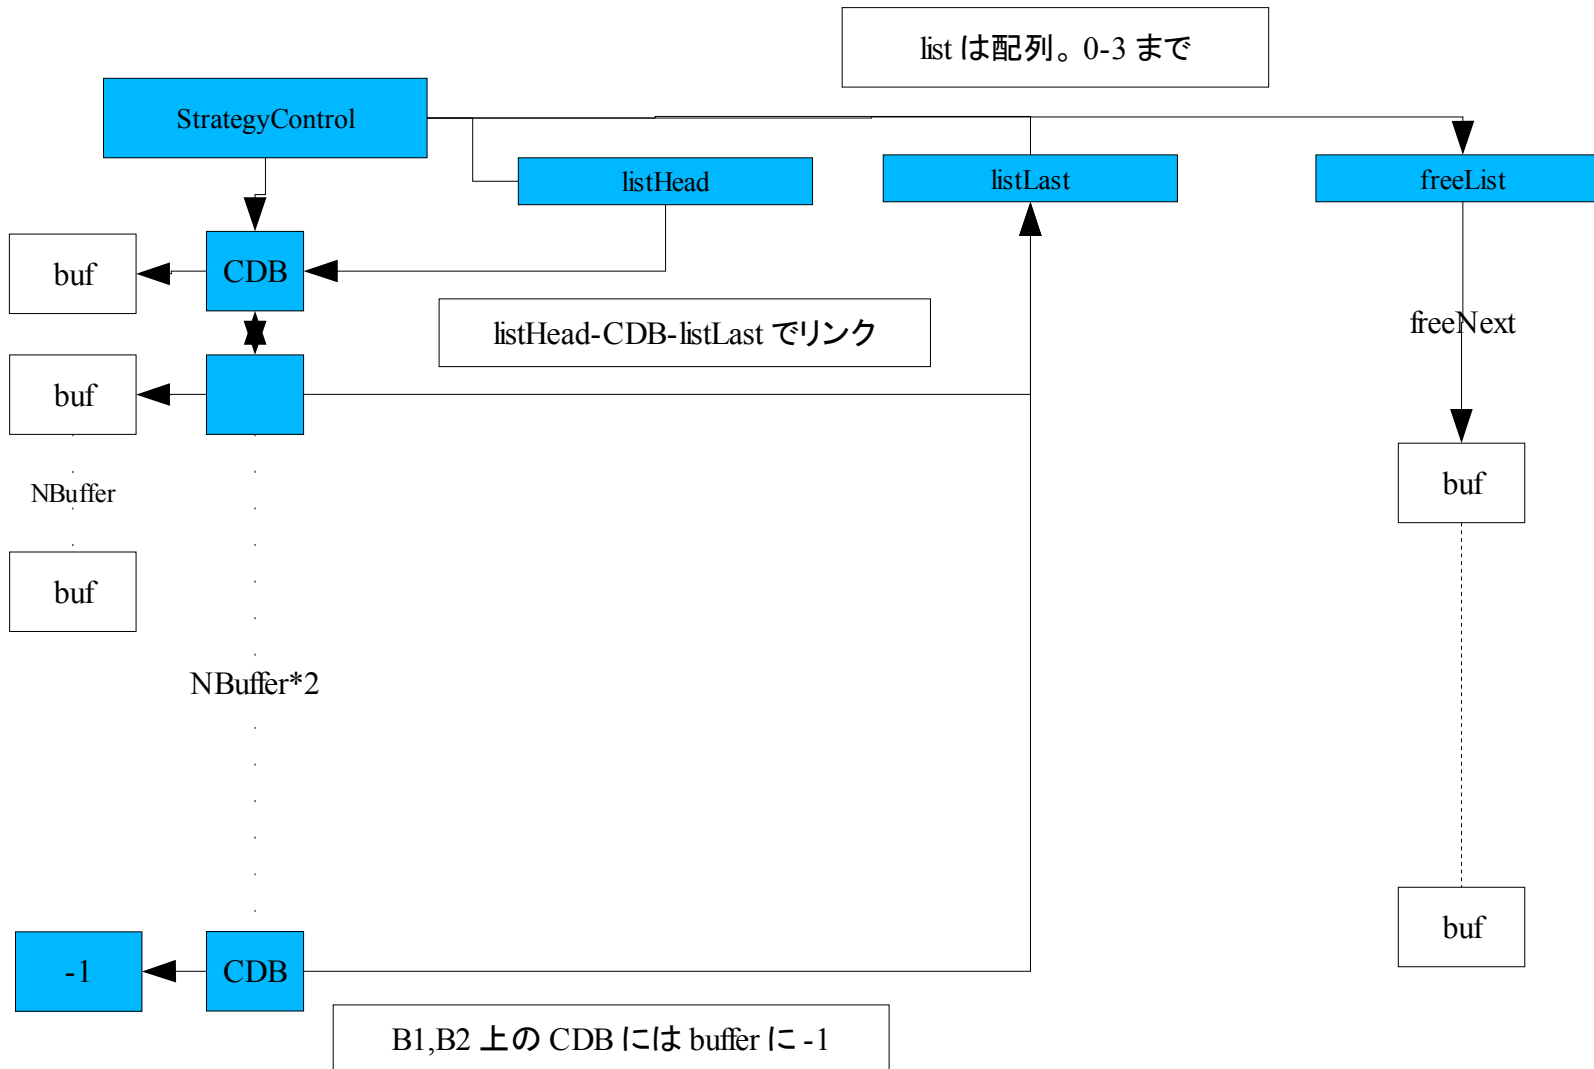 list は配列。0-3 まで
StrategyControl
listHead
listLast
freeList
buf
CDB
listHead-CDB-listLast でリンク
freeNext
buf
NBuffer
buf
buf
NBuffer*2
buf
-1
CDB
B1,B2 上の CDB には buffer に -1